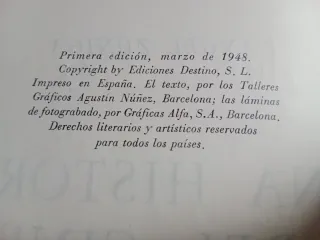 Primera edición, marzo de 1948.
Copyright by Ediciones Destino, S. L.
Impreso en España. El texto, por los Talleres
Gráficos Agustín Núñez, Barcelona; las láminas
de fotograbado, por Gráficas Alfa, S.A., Barcelona.
Derechos literarios y artísticos reservados
para todos los países.